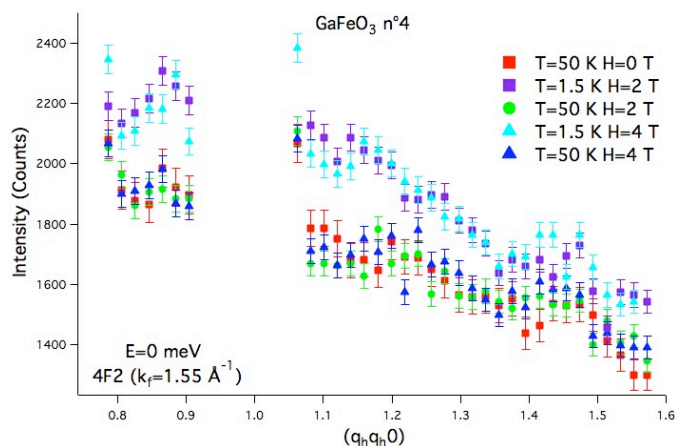 GaFeO₃ n°4
2400
2200
2000
1800
1600
1400
Intensity (Counts)
T=50 K H=0 T
T=1.5 K H=2 T
T=50 K H=2 T
T=1.5 K H=4 T
T=50 K H=4 T
E=0 meV
4F2 (k_f=1.55 Å⁻¹)
0.8 0.9 1.0 1.1 1.2 1.3 1.4 1.5 1.6
(q_hq_h0)